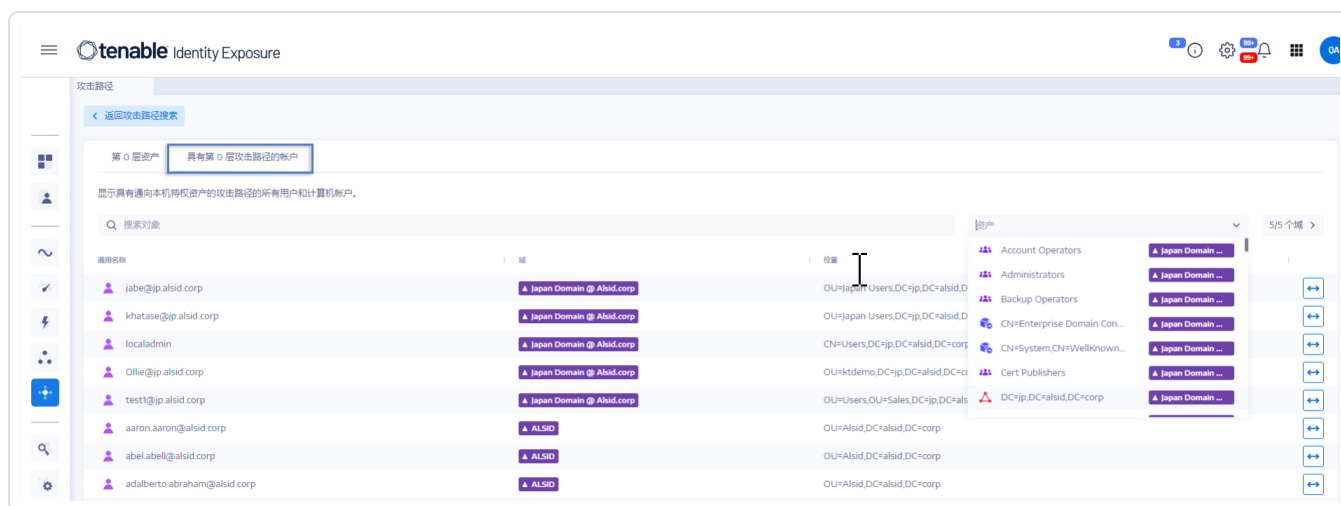 tenable Identity Exposure
3
99+
99+
QA
攻击路径
返回攻击路径搜索
第 0 层资产 具有第 0 层攻击路径的帐户
显示具有通向本机特权资产的攻击路径的所有用户和计算机帐户。
搜索对象 资产 5/5 个域
通用名称 域 位置
Account Operators Japan Domain ...
Administrators Japan Domain ...
Backup Operators Japan Domain ...
CN=Enterprise Domain Con... Japan Domain ...
CN=System,CN=WellKnown... Japan Domain ...
Cert Publishers Japan Domain ...
DC=jp,DC=alsid,DC=corp Japan Domain ...
jabe@jp.alsid.corp Japan Domain @ Alsid.corp OU=Japan Users,DC=jp,DC=alsid,D
khatase@jp.alsid.corp Japan Domain @ Alsid.corp OU=Japan Users,DC=jp,DC=alsid,D
localadmin Japan Domain @ Alsid.corp CN=Users,DC=jp,DC=alsid,DC=corp
Ollie@jp.alsid.corp Japan Domain @ Alsid.corp OU=ktdemo,DC=jp,DC=alsid,DC=co
test1@jp.alsid.corp Japan Domain @ Alsid.corp OU=Users,OU=Sales,DC=jp,DC=als
aaron.aaron@alsid.corp ALSID OU=Alsid,DC=alsid,DC=corp
abel.abell@alsid.corp ALSID OU=Alsid,DC=alsid,DC=corp
adalberto.abraham@alsid.corp ALSID OU=Alsid,DC=alsid,DC=corp